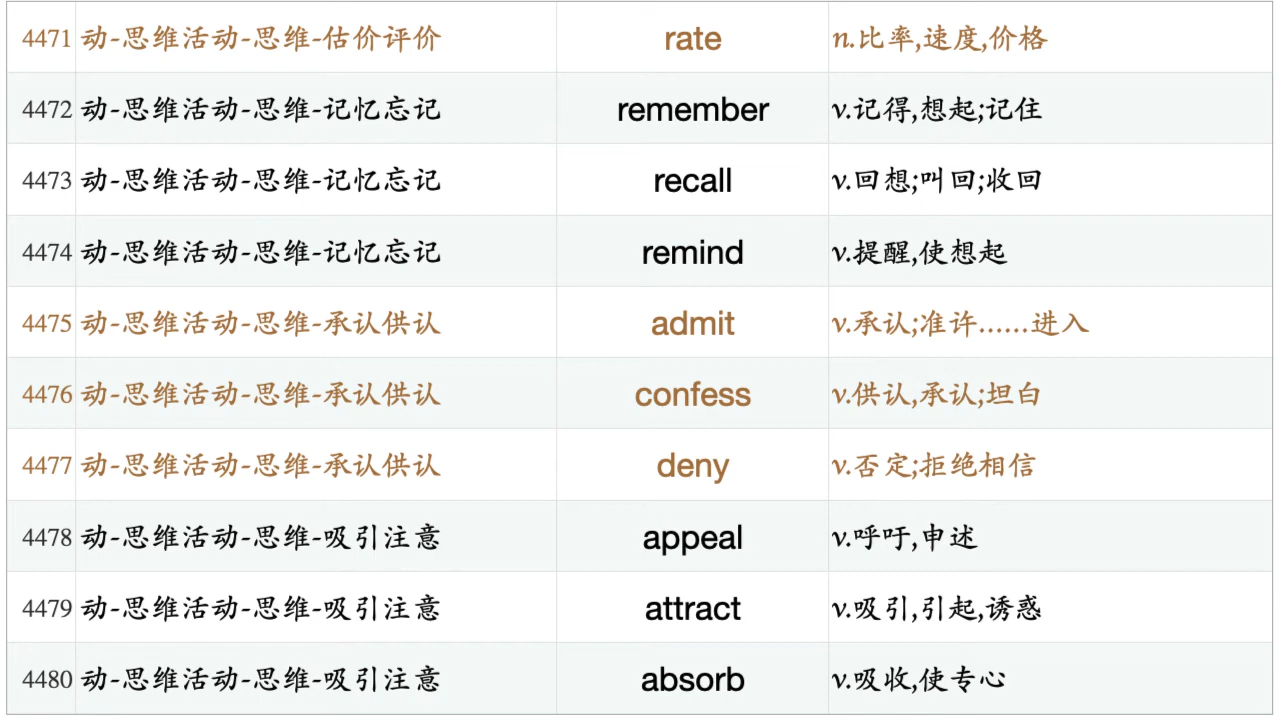 4471 动-思维活动-思维-估价评价 rate n.比率,速度,价格
4472 动-思维活动-思维-记忆忘记 remember v.记得,想起;记住
4473 动-思维活动-思维-记忆忘记 recall v.回想;叫回;收回
4474 动-思维活动-思维-记忆忘记 remind v.提醒,使想起
4475 动-思维活动-思维-承认供认 admit v.承认;准许……进入
4476 动-思维活动-思维-承认供认 confess v.供认,承认;坦白
4477 动-思维活动-思维-承认供认 deny v.否定;拒绝相信
4478 动-思维活动-思维-吸引注意 appeal v.呼吁,申述
4479 动-思维活动-思维-吸引注意 attract v.吸引,引起,诱惑
4480 动-思维活动-思维-吸引注意 absorb v.吸收,使专心